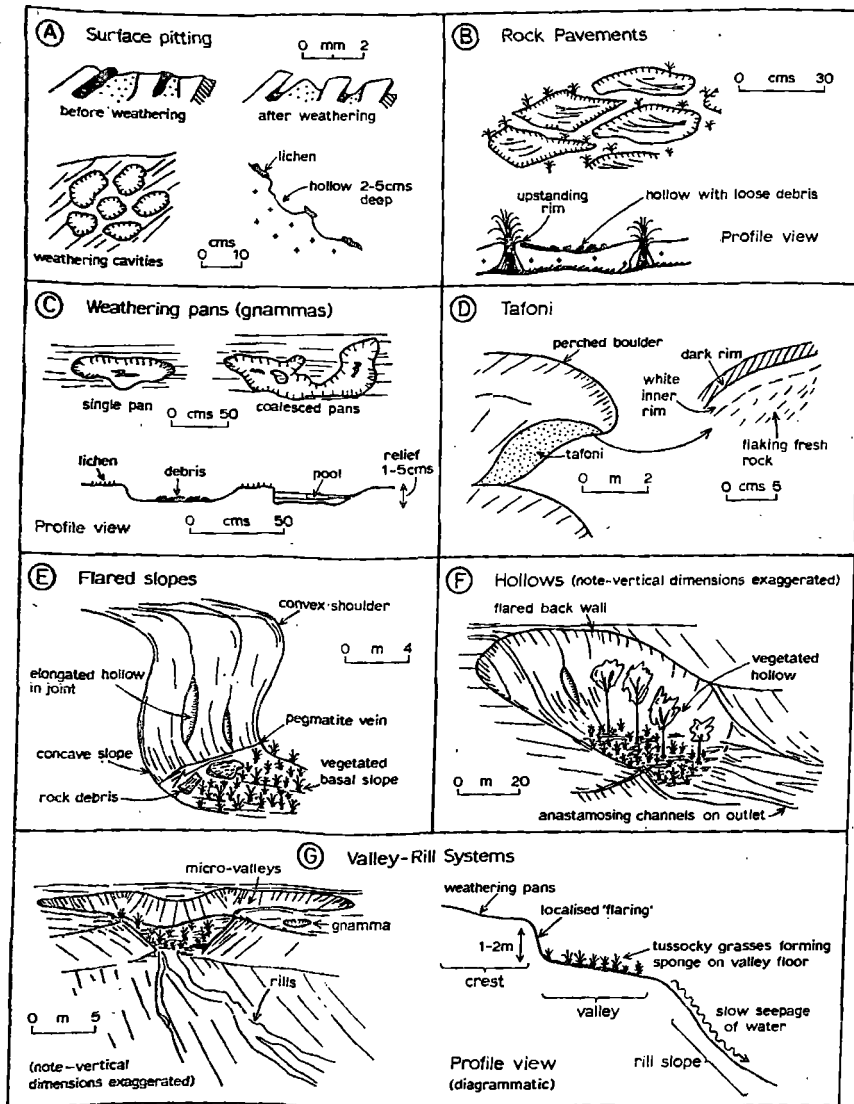 A Surface pitting
0 mm 2
before weathering
after weathering
lichen
hollow 2-5cms
deep
weathering cavities
cms
0 10
B Rock Pavements
0 cms 30
upstanding
rim
hollow with loose debris
Profile view
C Weathering pans (gnammas)
single pan
0 cms 50
coalesced pans
lichen
debris
pool
relief
1-5cms
Profile view
0 cms 50
D Tafoni
perched boulder
dark rim
white
inner
rim
tafoni
flaking fresh
rock
0 m 2
0 cms 5
E Flared slopes
convex shoulder
0 m 4
elongated hollow
in joint
pegmatite vein
concave slope
vegetated
basal slope
rock debris
F Hollows (note-vertical dimensions exaggerated)
flared back wall
vegetated
hollow
0 m 20
anastamosing channels on outlet
G Valley-Rill Systems
micro-valleys
gnamma
rills
0 m 5
(note-vertical
dimensions exaggerated)
weathering pans
localised 'flaring'
1-2m
tussocky grasses forming
sponge on valley floor
crest
valley
slow seepage
of water
rill slope
Profile view
(diagrammatic)